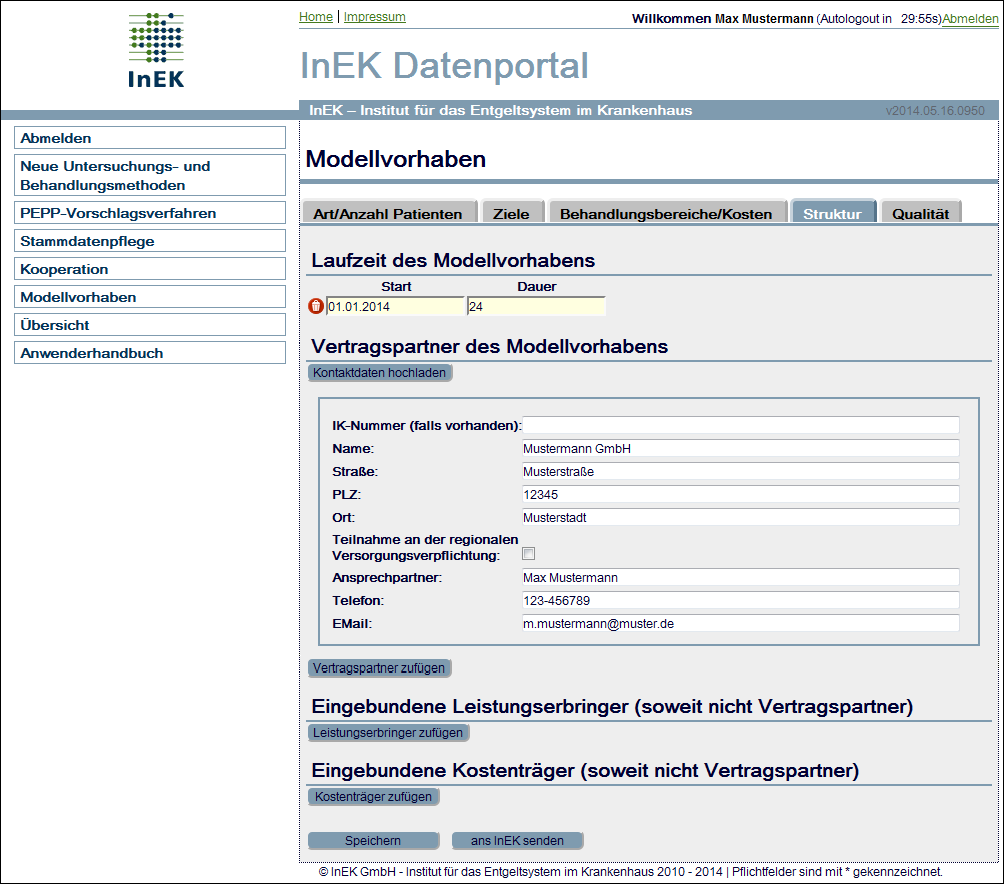 InEK
Home | Impressum
Willkommen Max Mustermann (Autologout in 29:55s)Abmelden
InEK Datenportal
InEK – Institut für das Entgeltsystem im Krankenhaus
v2014.05.16.0950
Abmelden
Neue Untersuchungs- und
Behandlungsmethoden
PEPP-Vorschlagsverfahren
Stammdatenpflege
Kooperation
Modellvorhaben
Übersicht
Anwenderhandbuch
Modellvorhaben
Art/Anzahl Patienten
Ziele
Behandlungsbereiche/Kosten
Struktur
Qualität
Laufzeit des Modellvorhabens
Start Dauer
01.01.2014 24
Vertragspartner des Modellvorhabens
Kontaktdaten hochladen
IK-Nummer (falls vorhanden):
Name: Mustermann GmbH
Straße: Musterstraße
PLZ: 12345
Ort: Musterstadt
Teilnahme an der regionalen
Versorgungsverpflichtung:
Ansprechpartner: Max Mustermann
Telefon: 123-456789
EMail: m.mustermann@muster.de
Vertragspartner zufügen
Eingebundene Leistungserbringer (soweit nicht Vertragspartner)
Leistungserbringer zufügen
Eingebundene Kostenträger (soweit nicht Vertragspartner)
Kostenträger zufügen
Speichern
ans InEK senden
© InEK GmbH - Institut für das Entgeltsystem im Krankenhaus 2010 - 2014 | Pflichtfelder sind mit * gekennzeichnet.